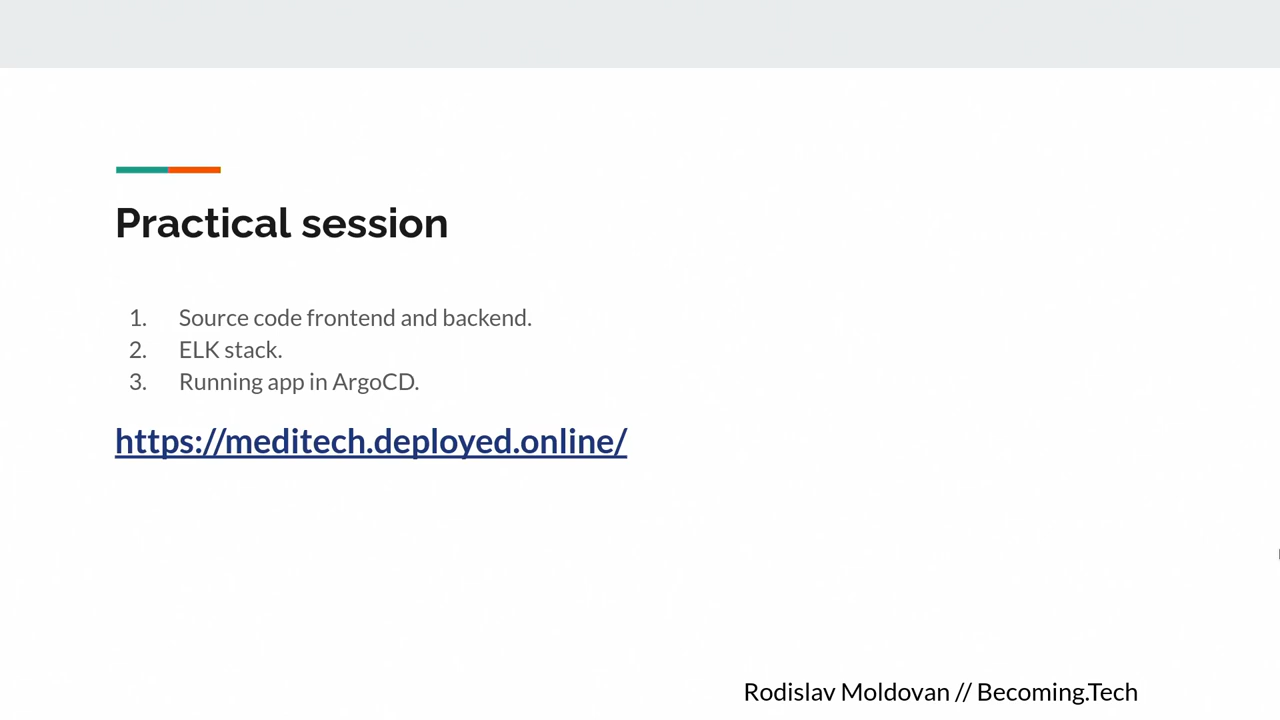 Practical session
1. Source code frontend and backend.
2. ELK stack.
3. Running app in ArgoCD.
https://meditech.deployed.online/
Rodislav Moldovan // Becoming.Tech